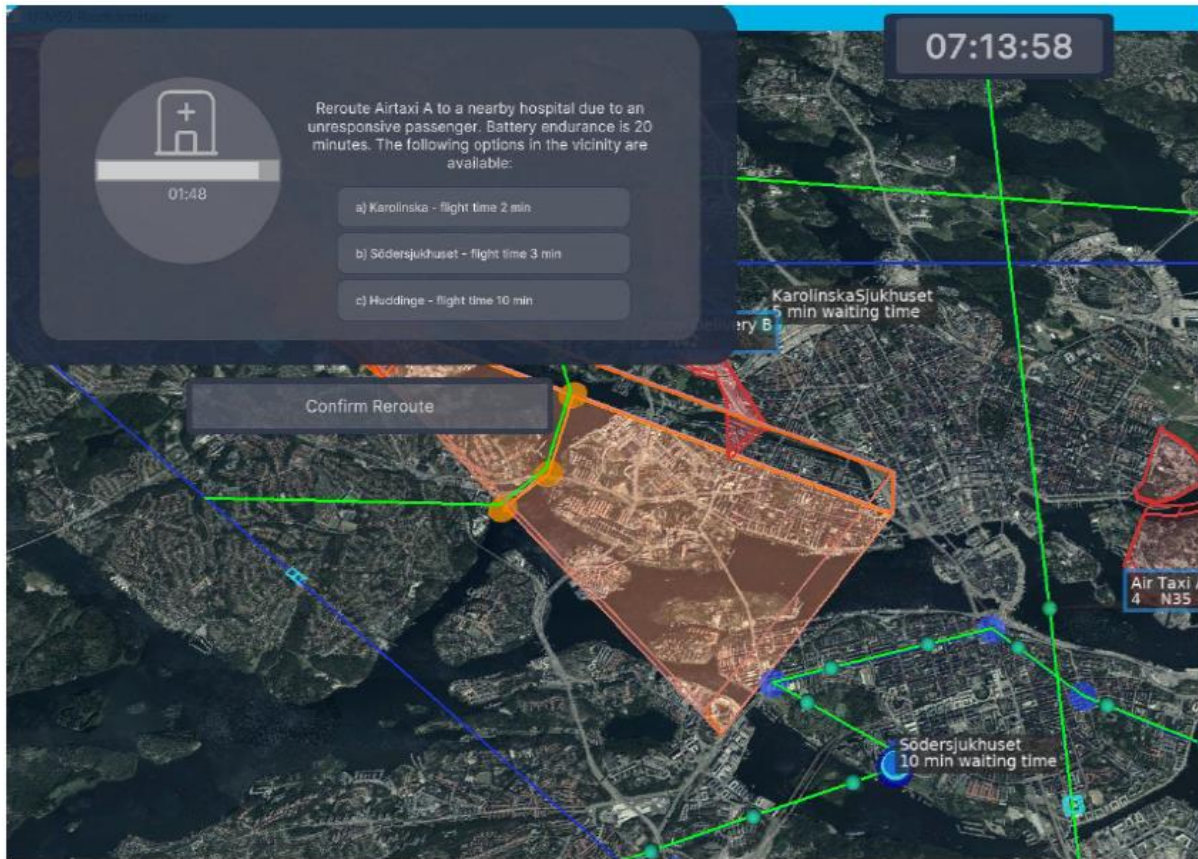 07:13:58
Reroute Airtaxi A to a nearby hospital due to an
unresponsive passenger. Battery endurance is 20
minutes. The following options in the vicinity are
available:
01:48
a) Karolinska - flight time 2 min
b) Södersjukhuset - flight time 3 min
c) Huddinge - flight time 10 min
KarolinskaSjukhuset
5 min waiting time
B
Confirm Reroute
Air Taxi
4 N35
Södersjukhuset
10 min waiting time